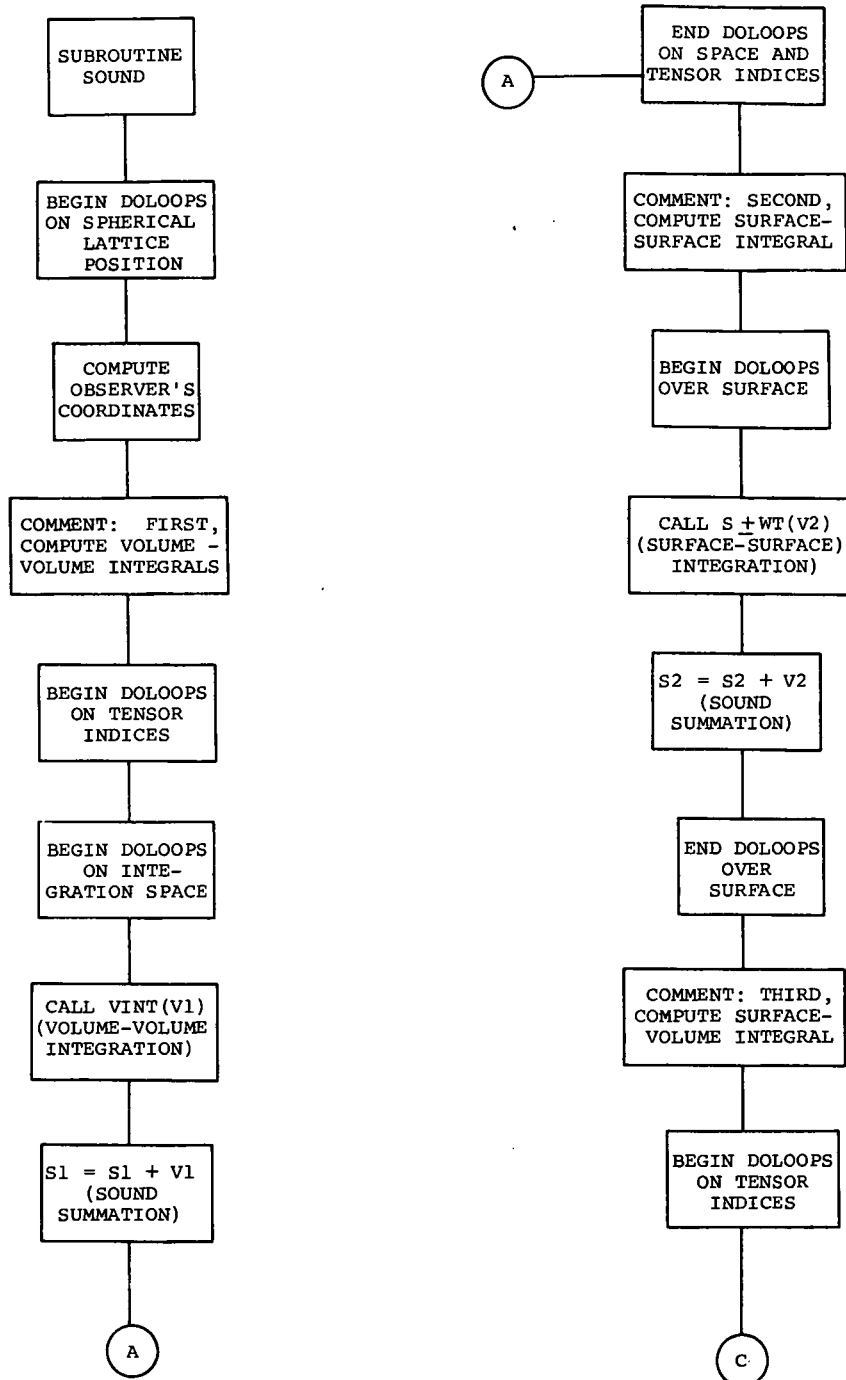 SUBROUTINE
SOUND
BEGIN DOLOOPS
ON SPHERICAL
LATTICE
POSITION
COMPUTE
OBSERVER'S
COORDINATES
COMMENT: FIRST,
COMPUTE VOLUME -
VOLUME INTEGRALS
BEGIN DOLOOPS
ON TENSOR
INDICES
BEGIN DOLOOPS
ON INTE-
GRATION SPACE
CALL VINT(V1)
(VOLUME-VOLUME
INTEGRATION)
S1 = S1 + V1
(SOUND
SUMMATION)
A
A
END DOLOOPS
ON SPACE AND
TENSOR INDICES
COMMENT: SECOND,
COMPUTE SURFACE-
SURFACE INTEGRAL
BEGIN DOLOOPS
OVER SURFACE
CALL S±WT(V2)
(SURFACE-SURFACE)
INTEGRATION)
S2 = S2 + V2
(SOUND
SUMMATION)
END DOLOOPS
OVER
SURFACE
COMMENT: THIRD,
COMPUTE SURFACE-
VOLUME INTEGRAL
BEGIN DOLOOPS
ON TENSOR
INDICES
C